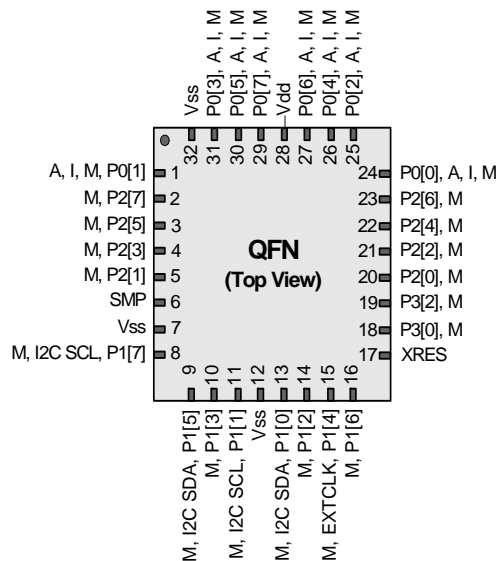 Vss
P0[3], A, I, M
P0[5], A, I, M
P0[7], A, I, M
Vdd
P0[6], A, I, M
P0[4], A, I, M
P0[2], A, I, M
32
31
30
29
28
27
26
25
A, I, M, P0[1] 1
M, P2[7] 2
M, P2[5] 3
M, P2[3] 4
M, P2[1] 5
SMP 6
Vss 7
M, I2C SCL, P1[7] 8
QFN
(Top View)
24 P0[0], A, I, M
23 P2[6], M
22 P2[4], M
21 P2[2], M
20 P2[0], M
19 P3[2], M
18 P3[0], M
17 XRES
9
10
11
12
13
14
15
16
M, I2C SDA, P1[5]
M, P1[3]
M, I2C SCL, P1[1]
Vss
M, I2C SDA, P1[0]
M, P1[2]
M, EXTCLK, P1[4]
M, P1[6]